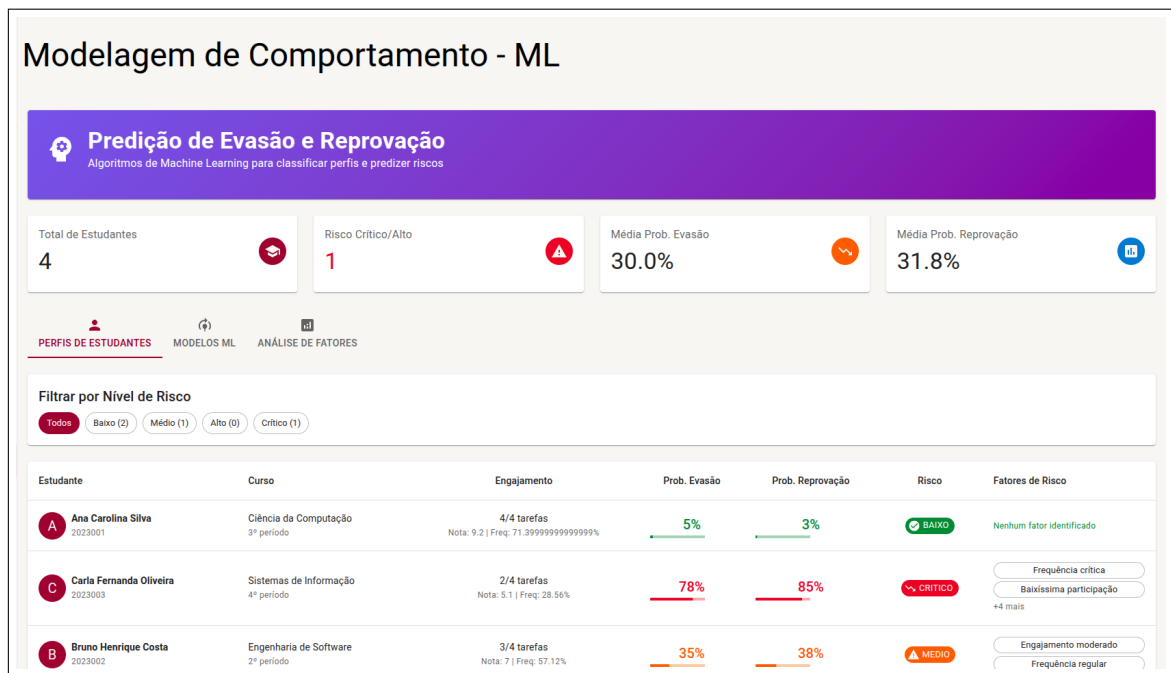 Modelagem de Comportamento - ML
Predição de Evasão e Reprovação
Algoritmos de Machine Learning para classificar perfis e predizer riscos
Total de Estudantes
4
Risco Crítico/Alto
1
Média Prob. Evasão
30.0%
Média Prob. Reprovação
31.8%
PERFIS DE ESTUDANTES MODELOS ML ANÁLISE DE FATORES
Filtrar por Nível de Risco
Todos Baixo (2) Médio (1) Alto (0) Crítico (1)
Estudante Curso Engajamento Prob. Evasão Prob. Reprovação Risco Fatores de Risco
A Ana Carolina Silva
2023001
Ciência da Computação
3º período
4/4 tarefas
Nota: 9.2 | Freq: 71.39999999999999%
5%
3%
BAIXO
Nenhum fator identificado
C Carla Fernanda Oliveira
2023003
Sistemas de Informação
4º período
2/4 tarefas
Nota: 5.1 | Freq: 28.56%
78%
85%
CRITICO
Frequência crítica
Baixíssima participação
+4 mais
B Bruno Henrique Costa
2023002
Engenharia de Software
2º período
3/4 tarefas
Nota: 7 | Freq: 57.12%
35%
38%
MEDIO
Engajamento moderado
Frequência regular